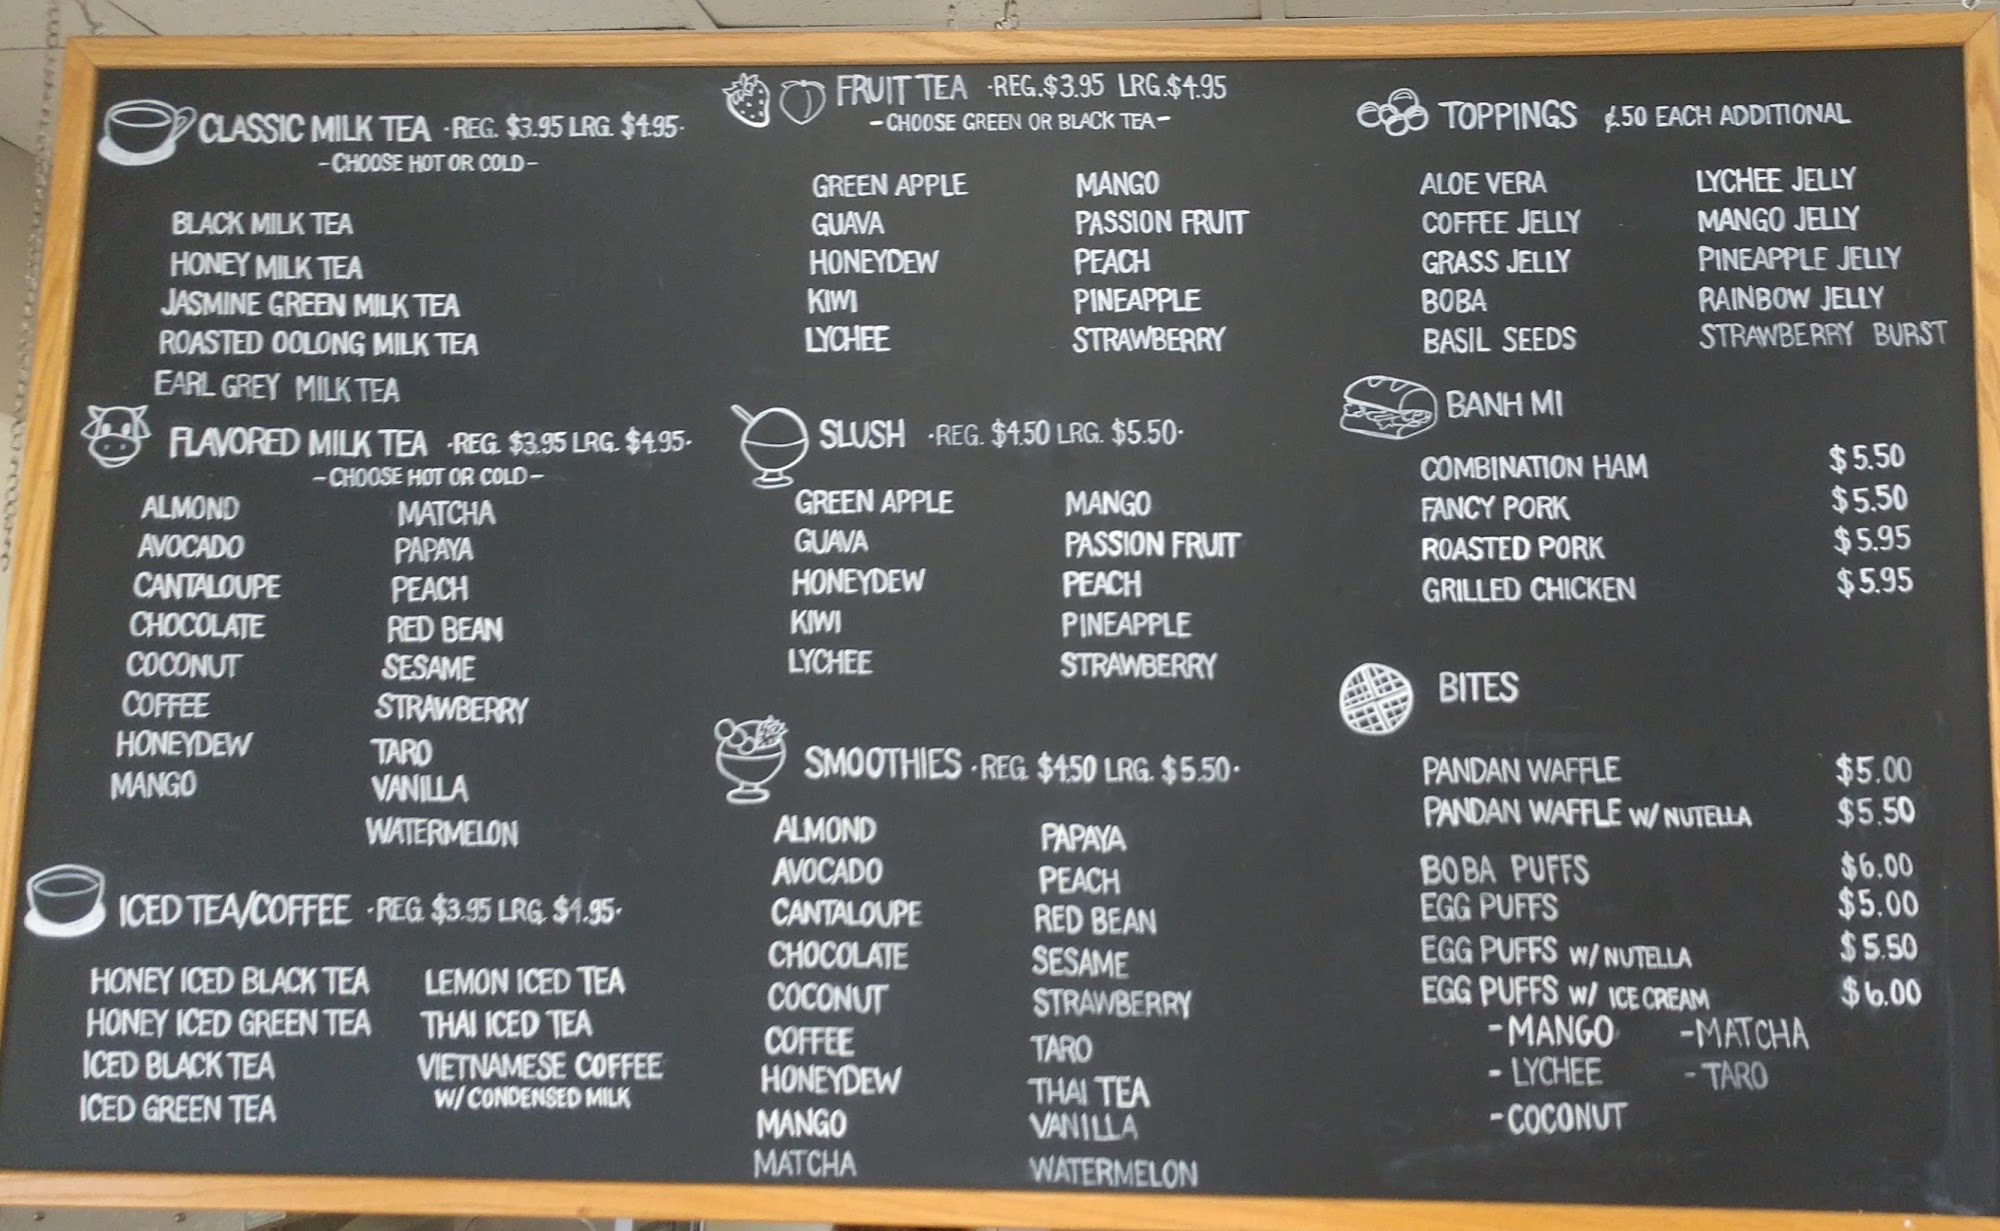 CLASSIC MILK TEA ·REG. $3.95 LRG. $4.95·
-CHOOSE HOT OR COLD-
BLACK MILK TEA
HONEY MILK TEA
JASMINE GREEN MILK TEA
ROASTED OOLONG MILK TEA
EARL GREY MILK TEA
FLAVORED MILK TEA ·REG. $3.95 LRG. $4.95·
-CHOOSE HOT OR COLD-
ALMOND
AVOCADO
CANTALOUPE
CHOCOLATE
COCONUT
COFFEE
HONEYDEW
MANGO
MATCHA
PAPAYA
PEACH
RED BEAN
SESAME
STRAWBERRY
TARO
VANILLA
WATERMELON
ICED TEA/COFFEE ·REG. $3.95 LRG. $4.95·
HONEY ICED BLACK TEA
HONEY ICED GREEN TEA
ICED BLACK TEA
ICED GREEN TEA
LEMON ICED TEA
THAI ICED TEA
VIETNAMESE COFFEE
W/ CONDENSED MILK
FRUIT TEA ·REG.$3.95 LRG.$4.95
-CHOOSE GREEN OR BLACK TEA-
GREEN APPLE
GUAVA
HONEYDEW
KIWI
LYCHEE
MANGO
PASSION FRUIT
PEACH
PINEAPPLE
STRAWBERRY
SLUSH ·REG. $4.50 LRG. $5.50·
GREEN APPLE
GUAVA
HONEYDEW
KIWI
LYCHEE
MANGO
PASSION FRUIT
PEACH
PINEAPPLE
STRAWBERRY
SMOOTHIES ·REG. $4.50 LRG. $5.50·
ALMOND
AVOCADO
CANTALOUPE
CHOCOLATE
COCONUT
COFFEE
HONEYDEW
MANGO
MATCHA
PAPAYA
PEACH
RED BEAN
SESAME
STRAWBERRY
TARO
THAI TEA
VANILLA
WATERMELON
TOPPINGS ¢.50 EACH ADDITIONAL
ALOE VERA
COFFEE JELLY
GRASS JELLY
BOBA
BASIL SEEDS
LYCHEE JELLY
MANGO JELLY
PINEAPPLE JELLY
RAINBOW JELLY
STRAWBERRY BURST
BANH MI
COMBINATION HAM $5.50
FANCY PORK $5.50
ROASTED PORK $5.95
GRILLED CHICKEN $5.95
BITES
PANDAN WAFFLE $5.00
PANDAN WAFFLE W/ NUTELLA $5.50
BOBA PUFFS $6.00
EGG PUFFS $5.00
EGG PUFFS W/ NUTELLA $5.50
EGG PUFFS W/ ICE CREAM $6.00
-MANGO -MATCHA
-LYCHEE -TARO
-COCONUT